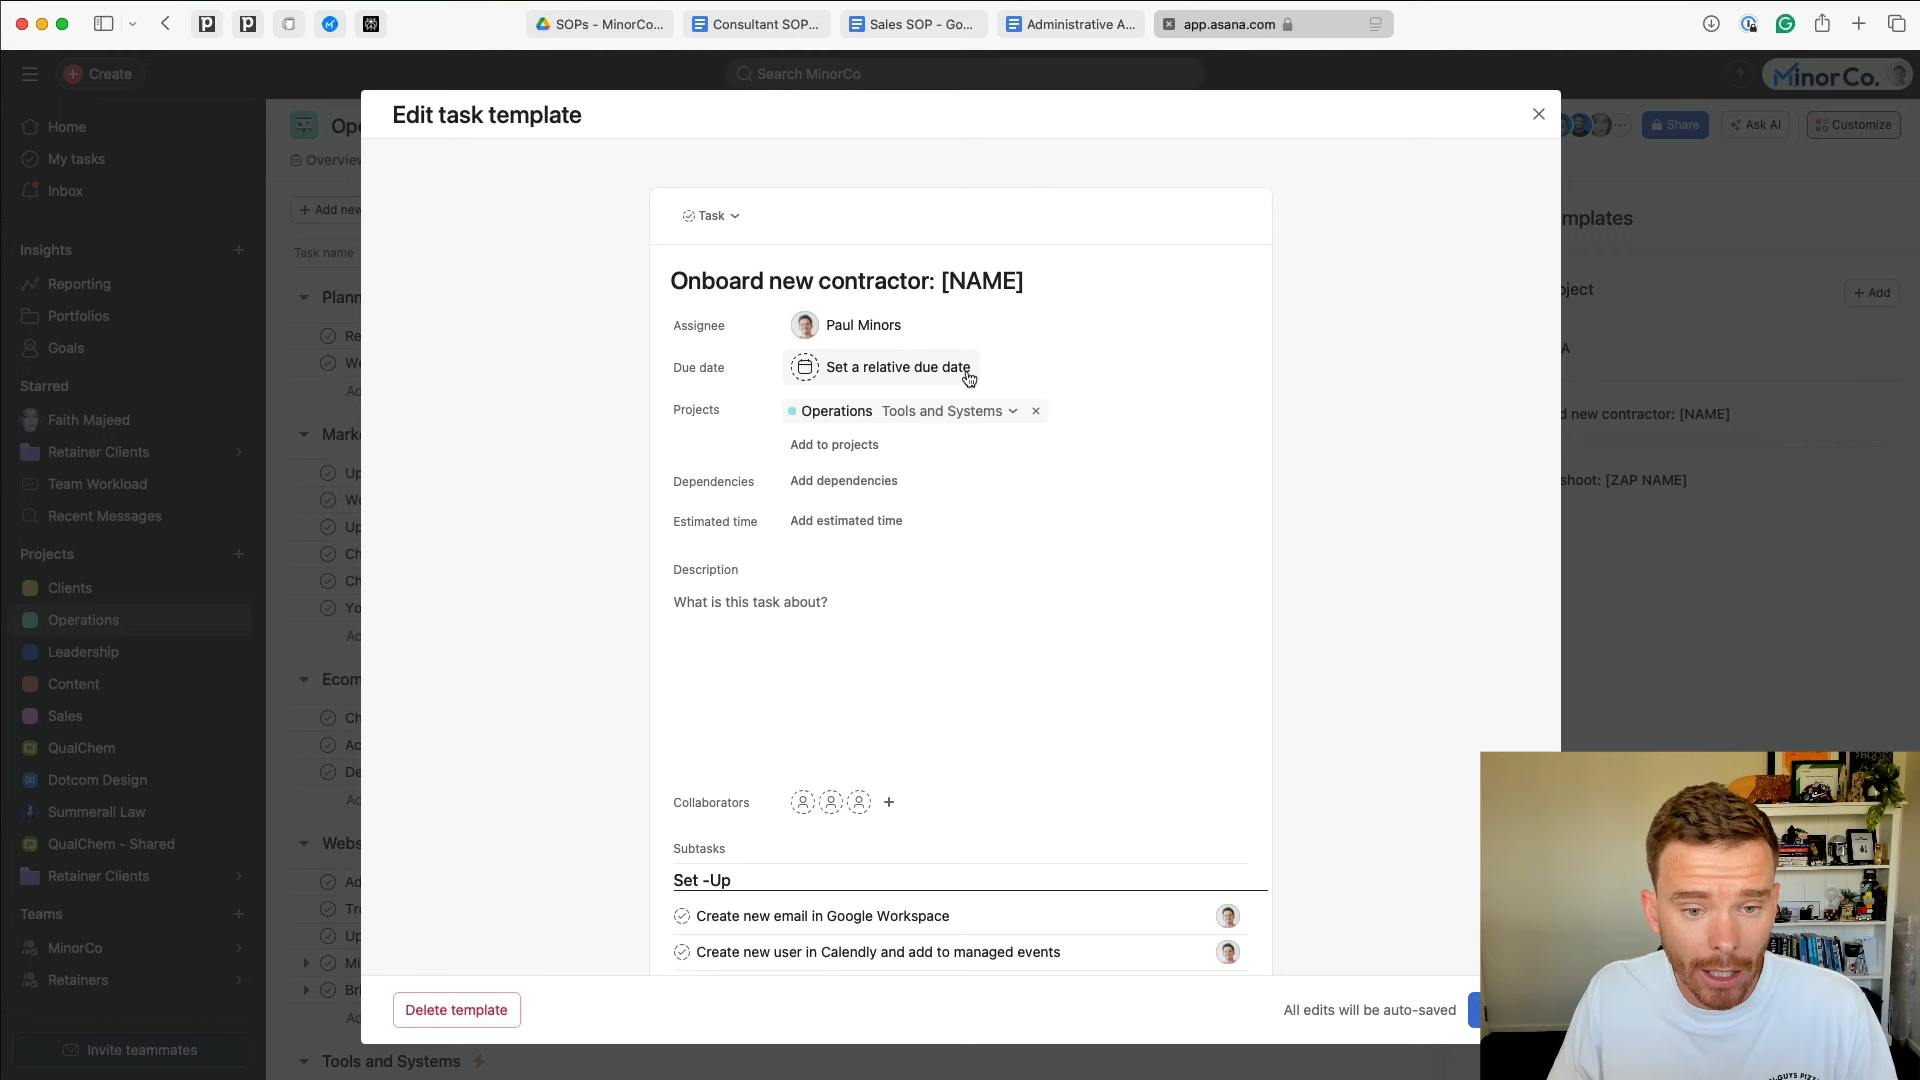 SOPs - MinorCo...
Consultant SOP...
Sales SOP - Go...
Administrative A...
app.asana.com
Create
Search MinorCo
?
MinorCo.
Edit task template
Home
My tasks
Inbox
Share
Ask AI
Customize
Overview
+ Add new
Task name
Insights
Reporting
Portfolios
Goals
Starred
Faith Majeed
Retainer Clients
Team Workload
Recent Messages
Projects
Clients
Operations
Leadership
Content
Sales
QualChem
Dotcom Design
Summerall Law
QualChem - Shared
Retainer Clients
Teams
MinorCo
Retainers
Invite teammates
Tools and Systems
Task
Onboard new contractor: [NAME]
Assignee
Paul Minors
Due date
Set a relative due date
Projects
Operations Tools and Systems
Add to projects
Dependencies
Add dependencies
Estimated time
Add estimated time
Description
What is this task about?
Collaborators
Subtasks
Set -Up
Create new email in Google Workspace
Create new user in Calendly and add to managed events
Delete template
All edits will be auto-saved
mplates
+ Add
d new contractor: [NAME]
shoot: [ZAP NAME]